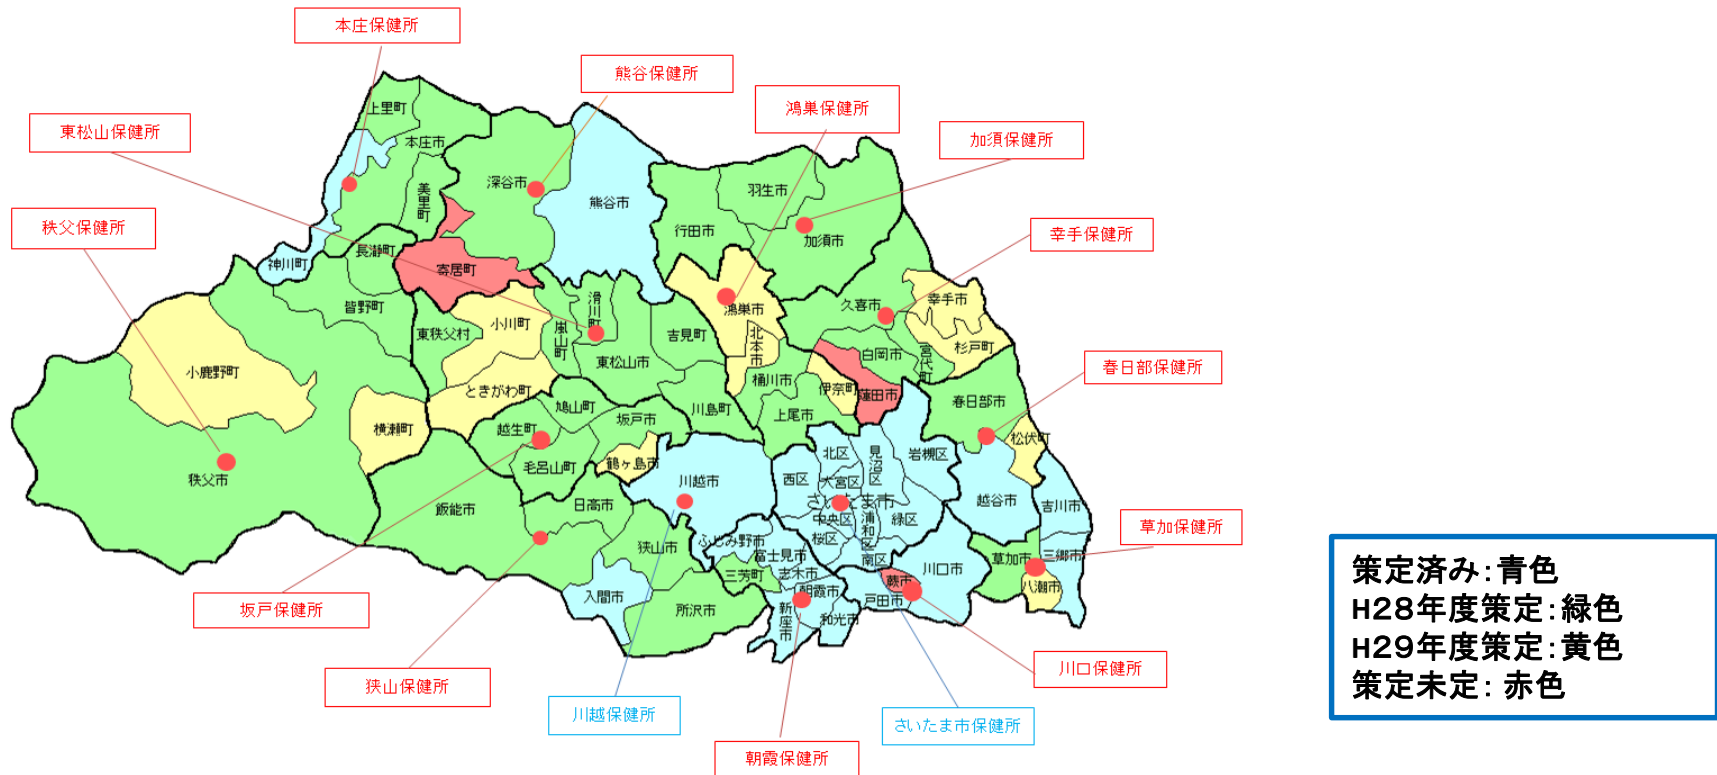 本庄保健所
熊谷保健所
鴻巣保健所
東松山保健所
加須保健所
秩父保健所
幸手保健所
春日部保健所
草加保健所
坂戸保健所
狭山保健所
川越保健所
朝霞保健所
さいたま市保健所
川口保健所
上里町
本庄市
美里町
神川町
深谷市
熊谷市
寄居町
長瀞町
皆野町
小鹿野町
秩父市
横瀬町
東秩父村
小川町
ときがわ町
嵐山町
滑川町
東松山市
吉見町
川島町
鳩山町
越生町
毛呂山町
坂戸市
鶴ヶ島市
飯能市
日高市
狭山市
入間市
所沢市
川越市
行田市
羽生市
加須市
鴻巣市
北本市
桶川市
上尾市
伊奈町
蓮田市
久喜市
白岡市
宮代町
幸手市
杉戸町
春日部市
松伏町
越谷市
吉川市
三郷市
草加市
八潮市
さいたま市
西区
北区
大宮区
見沼区
岩槻区
中央区
桜区
浦和区
緑区
南区
川口市
蕨市
戸田市
ふじみ野市
富士見市
三芳町
志木市
朝霞市
新座市
和光市
策定済み：青色
H28年度策定：緑色
H29年度策定：黄色
策定未定： 赤色